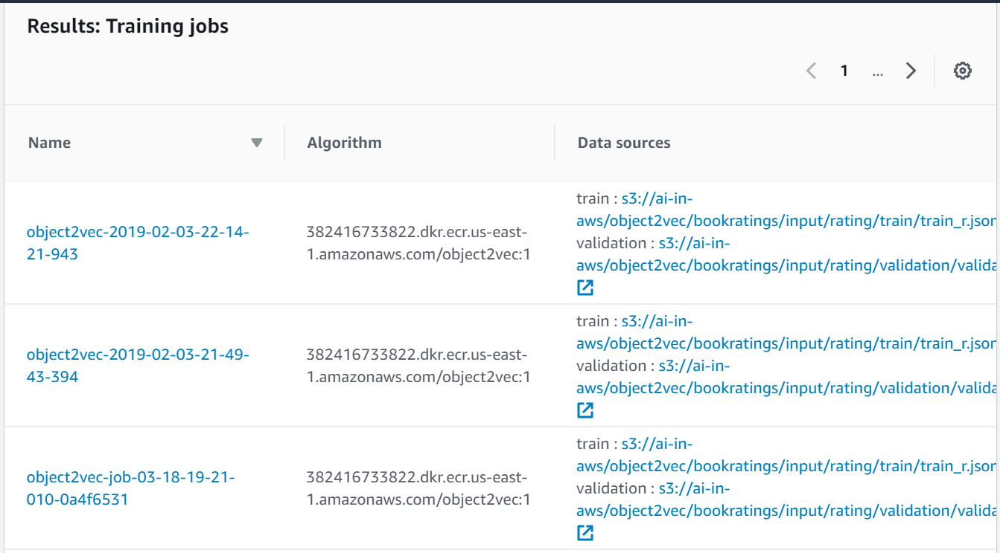 Results: Training jobs
1 ...
Name Algorithm Data sources
object2vec-2019-02-03-22-14-
21-943
382416733822.dkr.ecr.us-east-
1.amazonaws.com/object2vec:1
train : s3://ai-in-
aws/object2vec/bookratings/input/rating/train/train_r.json
validation : s3://ai-in-
aws/object2vec/bookratings/input/rating/validation/valida
object2vec-2019-02-03-21-49-
43-394
382416733822.dkr.ecr.us-east-
1.amazonaws.com/object2vec:1
train : s3://ai-in-
aws/object2vec/bookratings/input/rating/train/train_r.json
validation : s3://ai-in-
aws/object2vec/bookratings/input/rating/validation/valida
object2vec-job-03-18-19-21-
010-0a4f6531
382416733822.dkr.ecr.us-east-
1.amazonaws.com/object2vec:1
train : s3://ai-in-
aws/object2vec/bookratings/input/rating/train/train_r.json
validation : s3://ai-in-
aws/object2vec/bookratings/input/rating/validation/valida